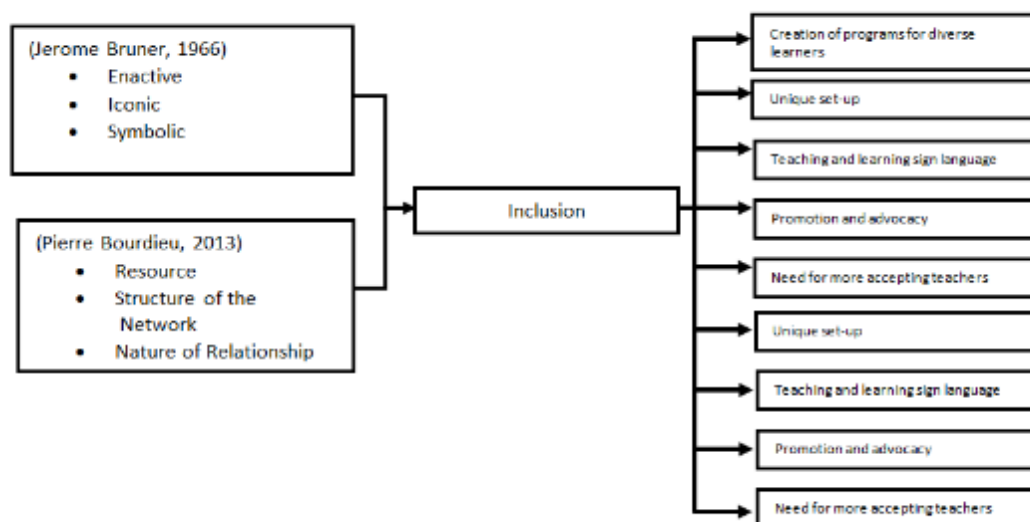 (Jerome Bruner, 1966)
• Enactive
• Iconic
• Symbolic
(Pierre Bourdieu, 2013)
• Resource
• Structure of the
Network
• Nature of Relationship
Inclusion
Creation of programs for diverse
learners
Unique set-up
Teaching and learning sign language
Promotion and advocacy
Need for more accepting teachers
Unique set-up
Teaching and learning sign language
Promotion and advocacy
Need for more accepting teachers